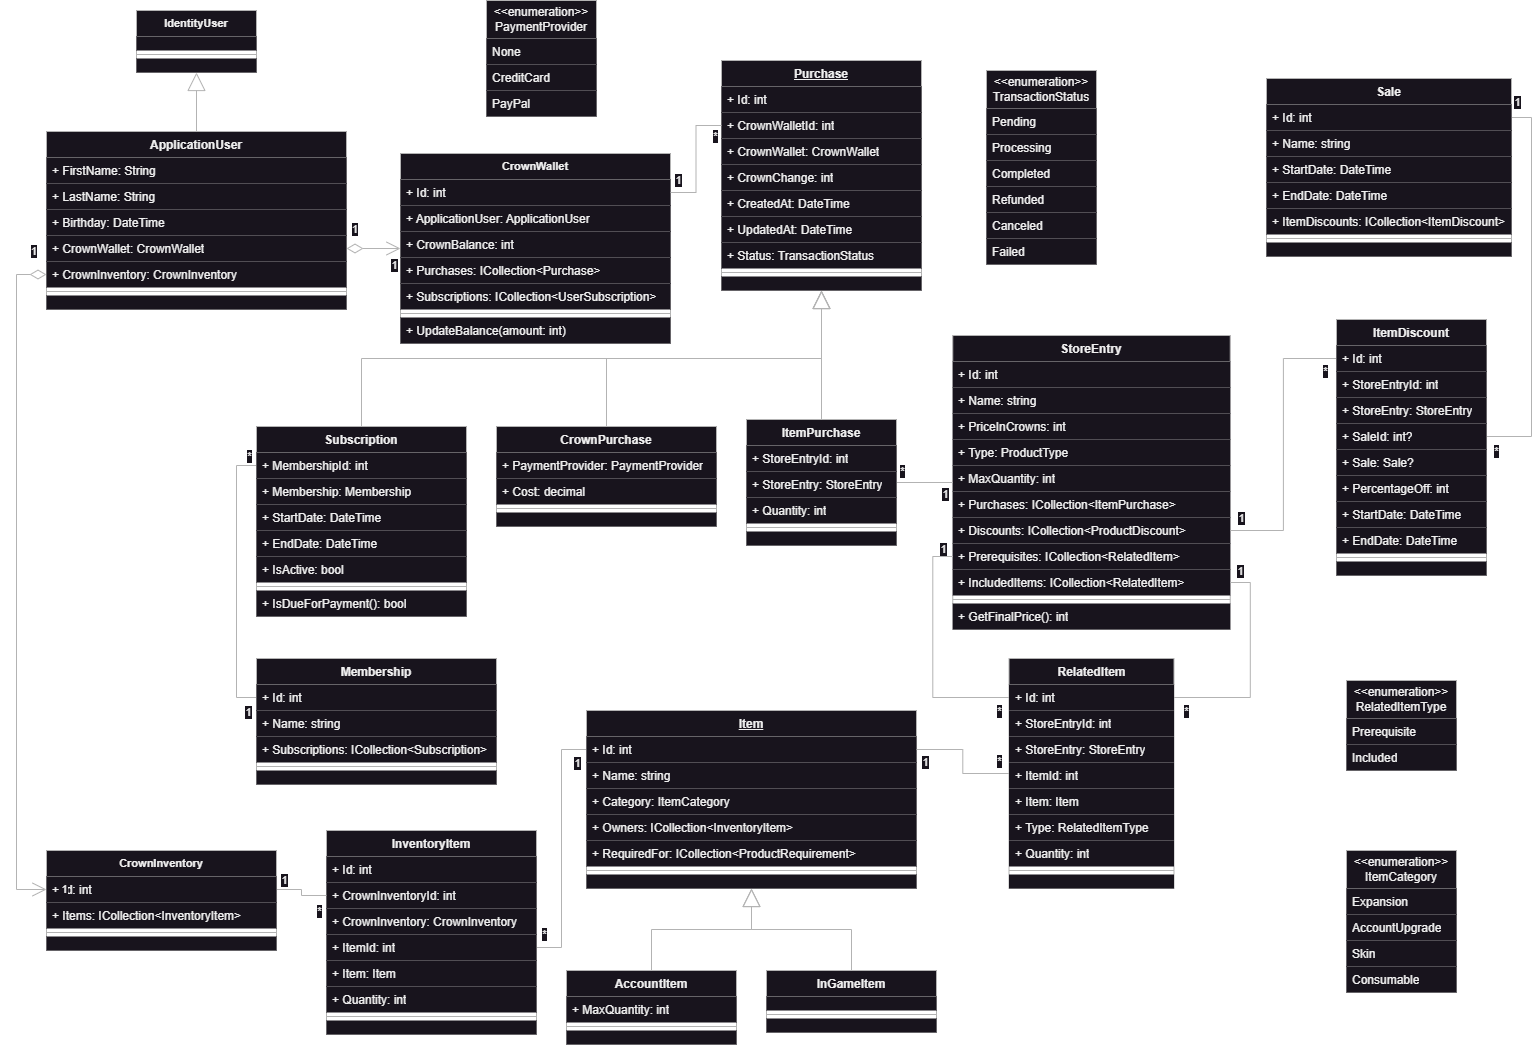 IdentityUser
<<enumeration>>
PaymentProvider
None
CreditCard
PayPal
Purchase
+ Id: int
+ CrownWalletId: int
+ CrownWallet: CrownWallet
+ CrownChange: int
+ CreatedAt: DateTime
+ UpdatedAt: DateTime
+ Status: TransactionStatus
<<enumeration>>
TransactionStatus
Pending
Processing
Completed
Refunded
Canceled
Failed
Sale
+ Id: int
+ Name: string
+ StartDate: DateTime
+ EndDate: DateTime
+ ItemDiscounts: ICollection<ItemDiscount>
1
ApplicationUser
+ FirstName: String
+ LastName: String
+ Birthday: DateTime
+ CrownWallet: CrownWallet
+ CrownInventory: CrownInventory
1
1
1
CrownWallet
+ Id: int
+ ApplicationUser: ApplicationUser
+ CrownBalance: int
+ Purchases: ICollection<Purchase>
+ Subscriptions: ICollection<UserSubscription>
+ UpdateBalance(amount: int)
1
*
StoreEntry
+ Id: int
+ Name: string
+ PriceInCrowns: int
+ Type: ProductType
+ MaxQuantity: int
+ Purchases: ICollection<ItemPurchase>
+ Discounts: ICollection<ProductDiscount>
+ Prerequisites: ICollection<RelatedItem>
+ IncludedItems: ICollection<RelatedItem>
+ GetFinalPrice(): int
ItemDiscount
+ Id: int
+ StoreEntryId: int
+ StoreEntry: StoreEntry
+ SaleId: int?
+ Sale: Sale?
+ PercentageOff: int
+ StartDate: DateTime
+ EndDate: DateTime
*
*
1
1
1
1
Subscription
+ MembershipId: int
+ Membership: Membership
+ StartDate: DateTime
+ EndDate: DateTime
+ IsActive: bool
+ IsDueForPayment(): bool
*
CrownPurchase
+ PaymentProvider: PaymentProvider
+ Cost: decimal
ItemPurchase
+ StoreEntryId: int
+ StoreEntry: StoreEntry
+ Quantity: int
*
Membership
+ Id: int
+ Name: string
+ Subscriptions: ICollection<Subscription>
1
Item
+ Id: int
+ Name: string
+ Category: ItemCategory
+ Owners: ICollection<InventoryItem>
+ RequiredFor: ICollection<ProductRequirement>
1
1
RelatedItem
+ Id: int
+ StoreEntryId: int
+ StoreEntry: StoreEntry
+ ItemId: int
+ Item: Item
+ Type: RelatedItemType
+ Quantity: int
*
*
*
<<enumeration>>
RelatedItemType
Prerequisite
Included
CrownInventory
+ : int
+ Items: ICollection<InventoryItem>
1
1
InventoryItem
+ Id: int
+ CrownInventoryId: int
+ CrownInventory: CrownInventory
+ ItemId: int
+ Item: Item
+ Quantity: int
*
*
AccountItem
+ MaxQuantity: int
InGameItem
<<enumeration>>
ItemCategory
Expansion
AccountUpgrade
Skin
Consumable